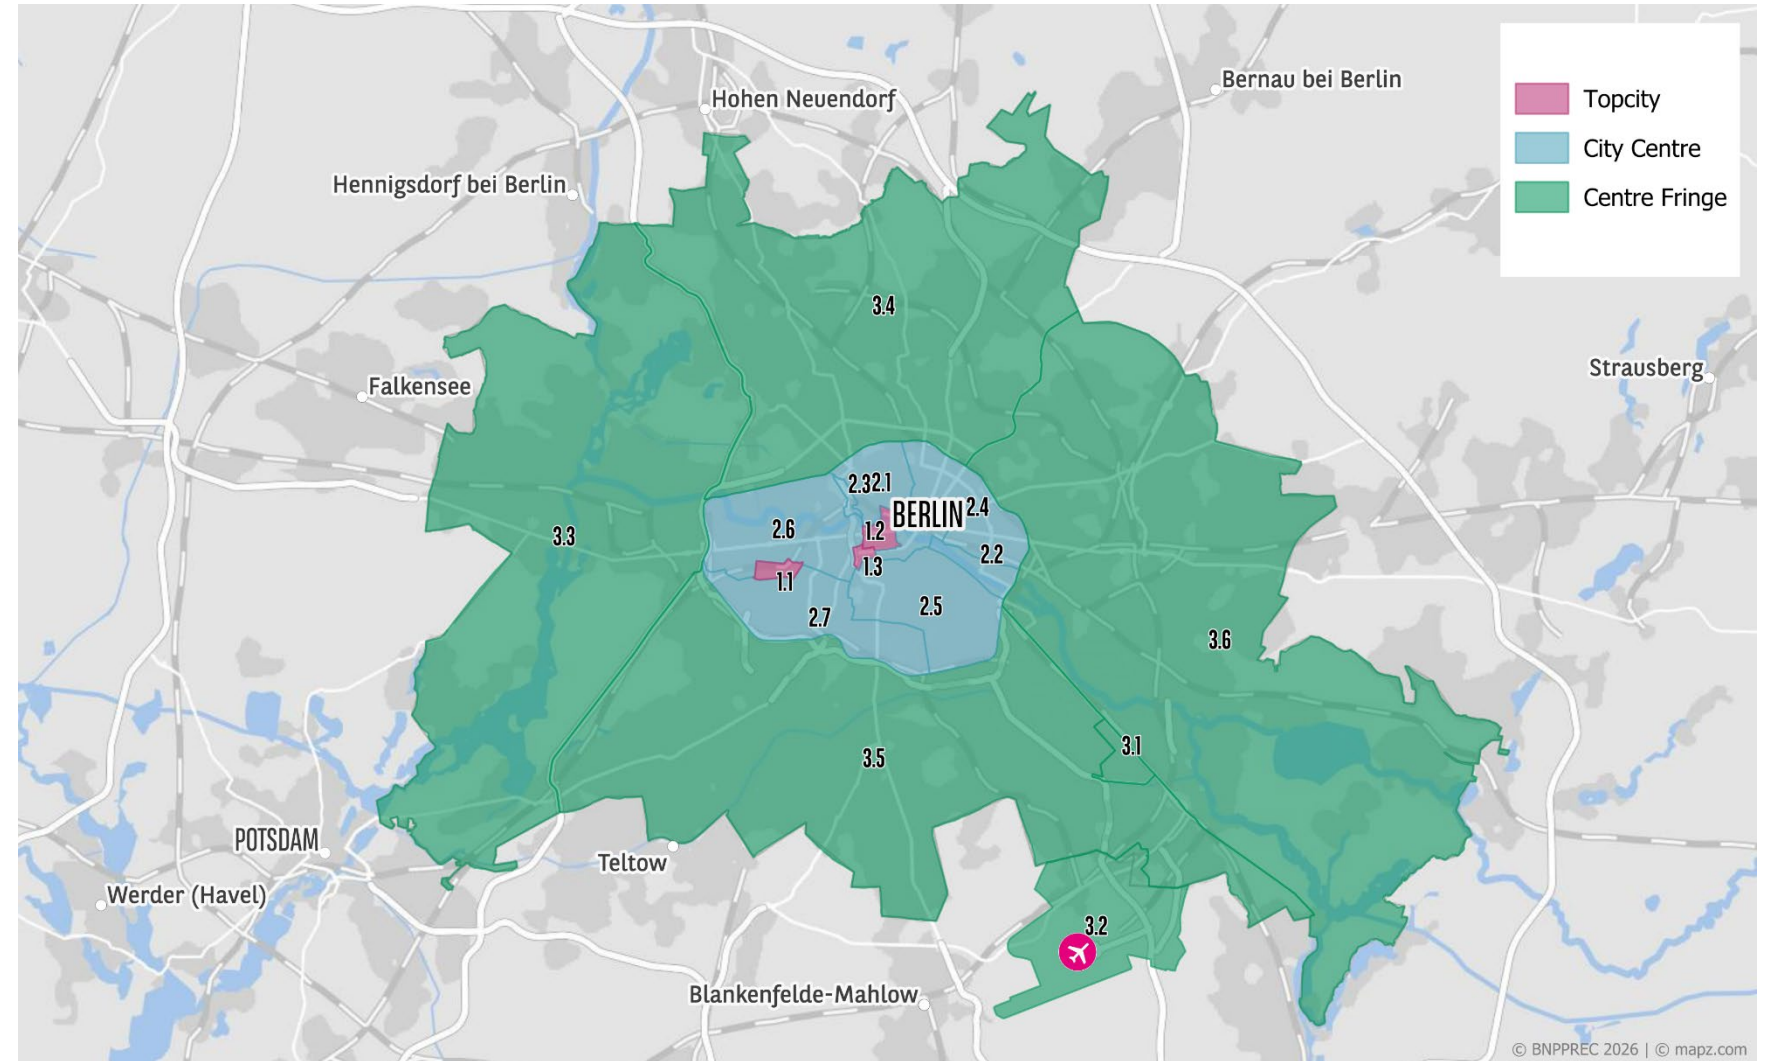 Topcity
City Centre
Centre Fringe
Bernau bei Berlin
Hohen Neuendorf
Hennigsdorf bei Berlin
3.4
Strausberg
Falkensee
2.3
2.1
BERLIN
2.4
2.6
1.2
3.3
2.2
1.3
1.1
2.5
2.7
3.6
3.1
3.5
POTSDAM
Teltow
Werder (Havel)
3.2
Blankenfelde-Mahlow
© BNPPREC 2026 | © mapz.com